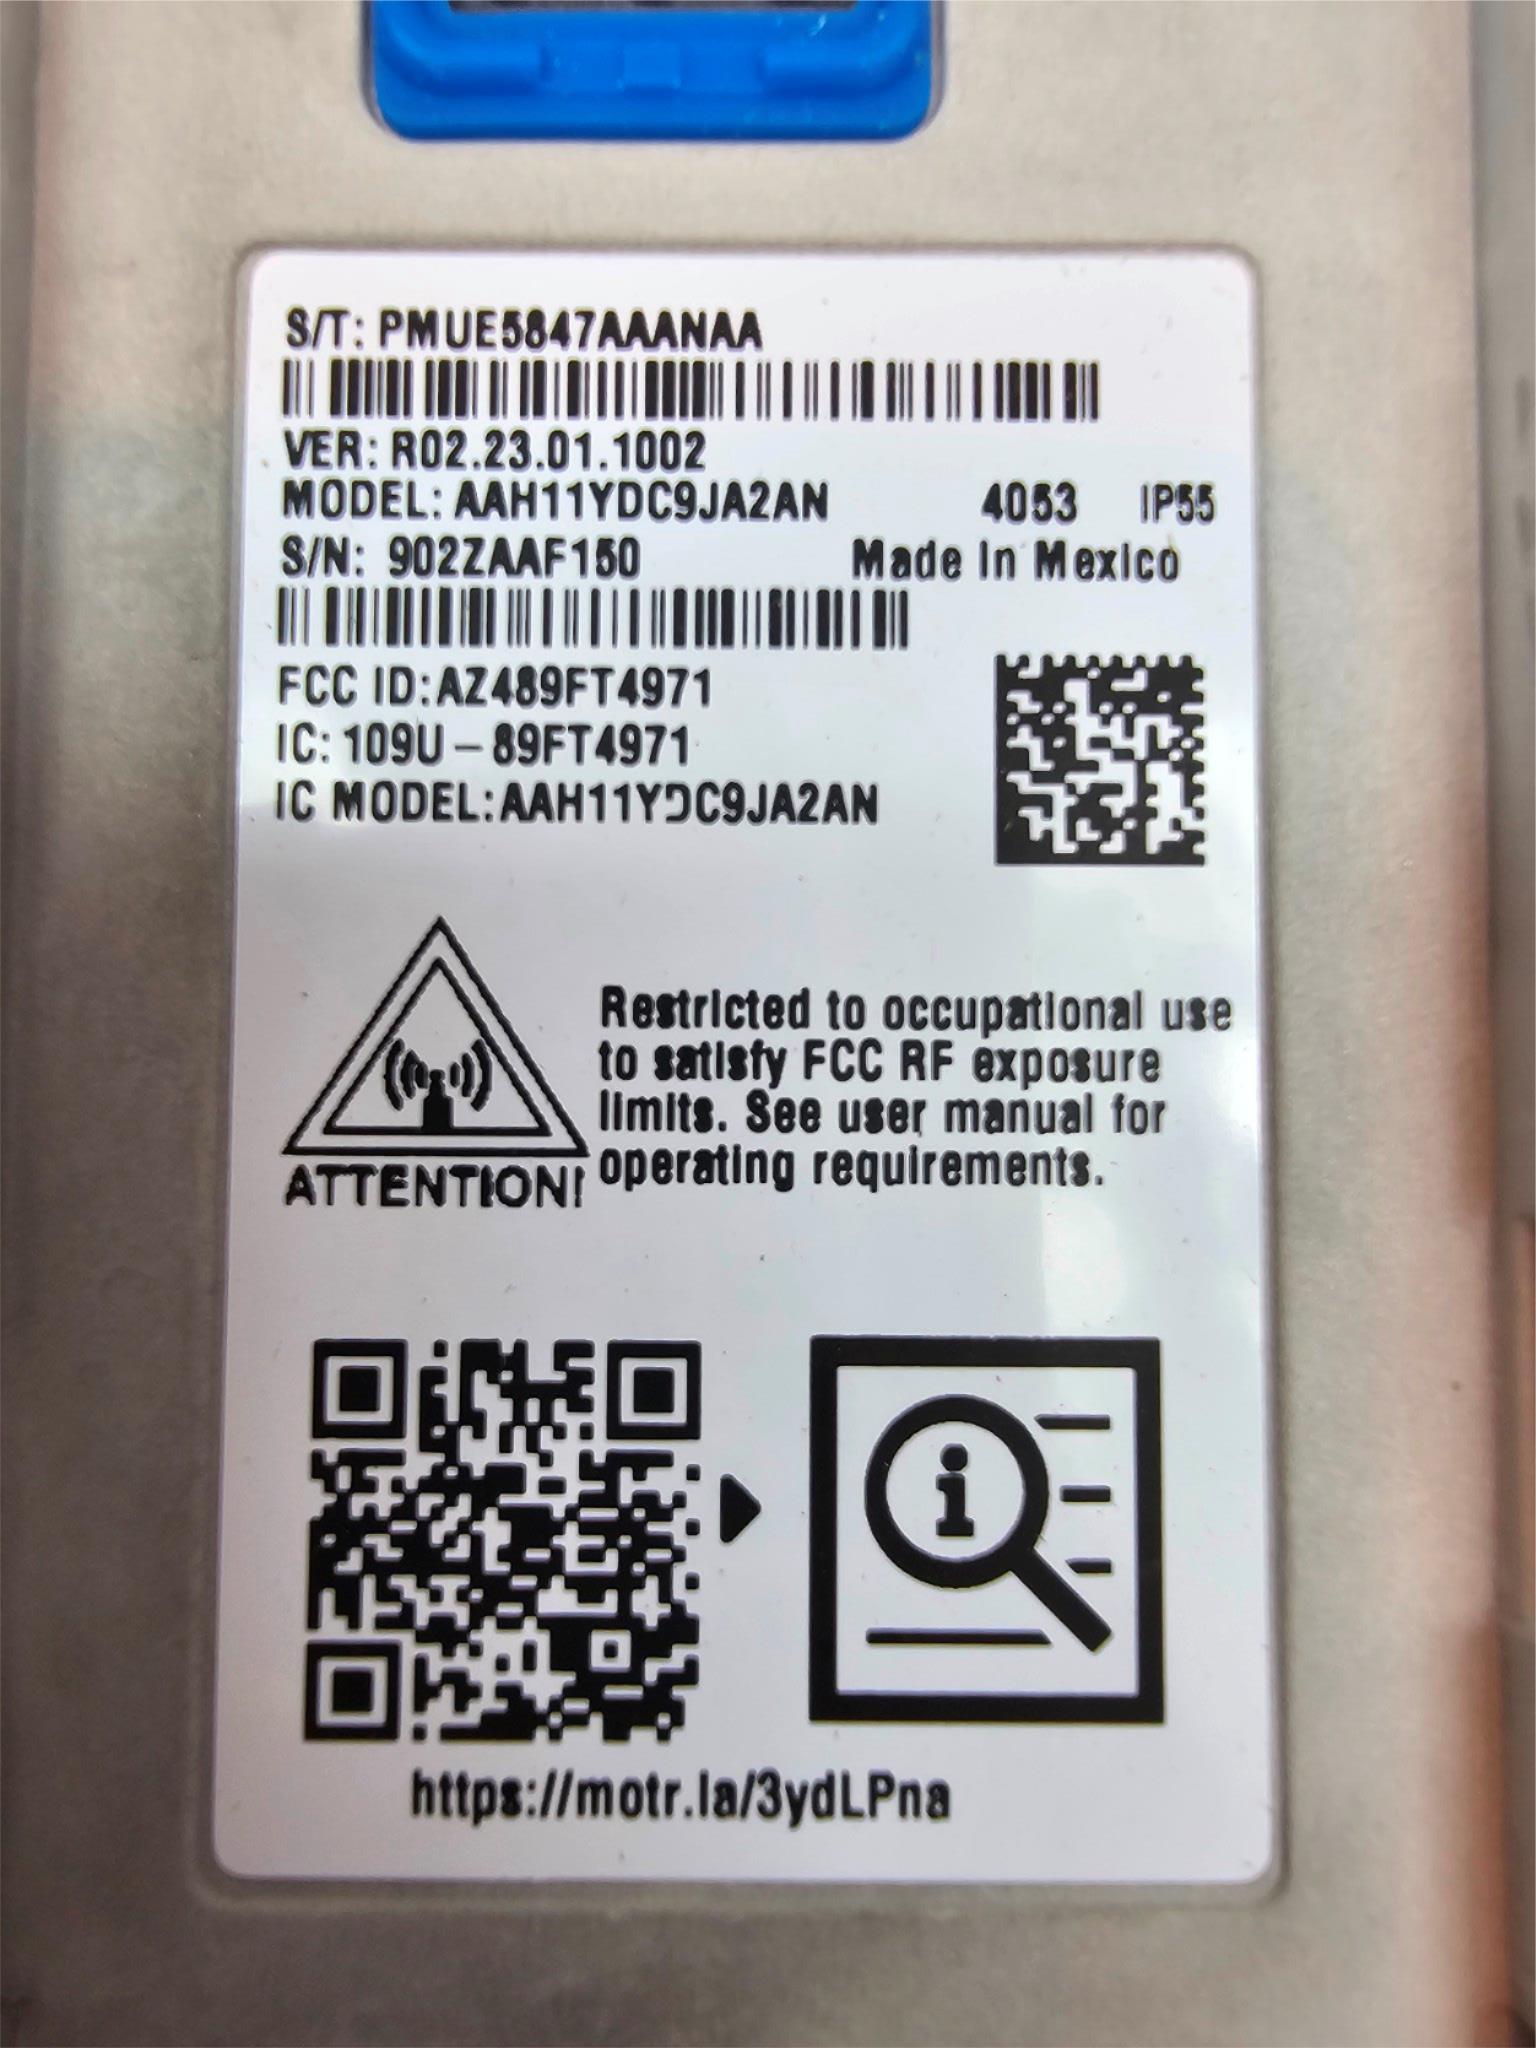 S/T: PMUE5847AAANAA
VER: R02.23.01.1002
MODEL: AAH11YDC9JA2AN 4053 IP55
S/N: 902ZAAF150 Made In Mexico
FCC ID: AZ489FT4971
IC: 109U-89FT4971
IC MODEL: AAH11YDC9JA2AN
Restricted to occupational use
to satisfy FCC RF exposure
limits. See user manual for
operating requirements.
ATTENTION!
i
https://motr.la/3ydLPna